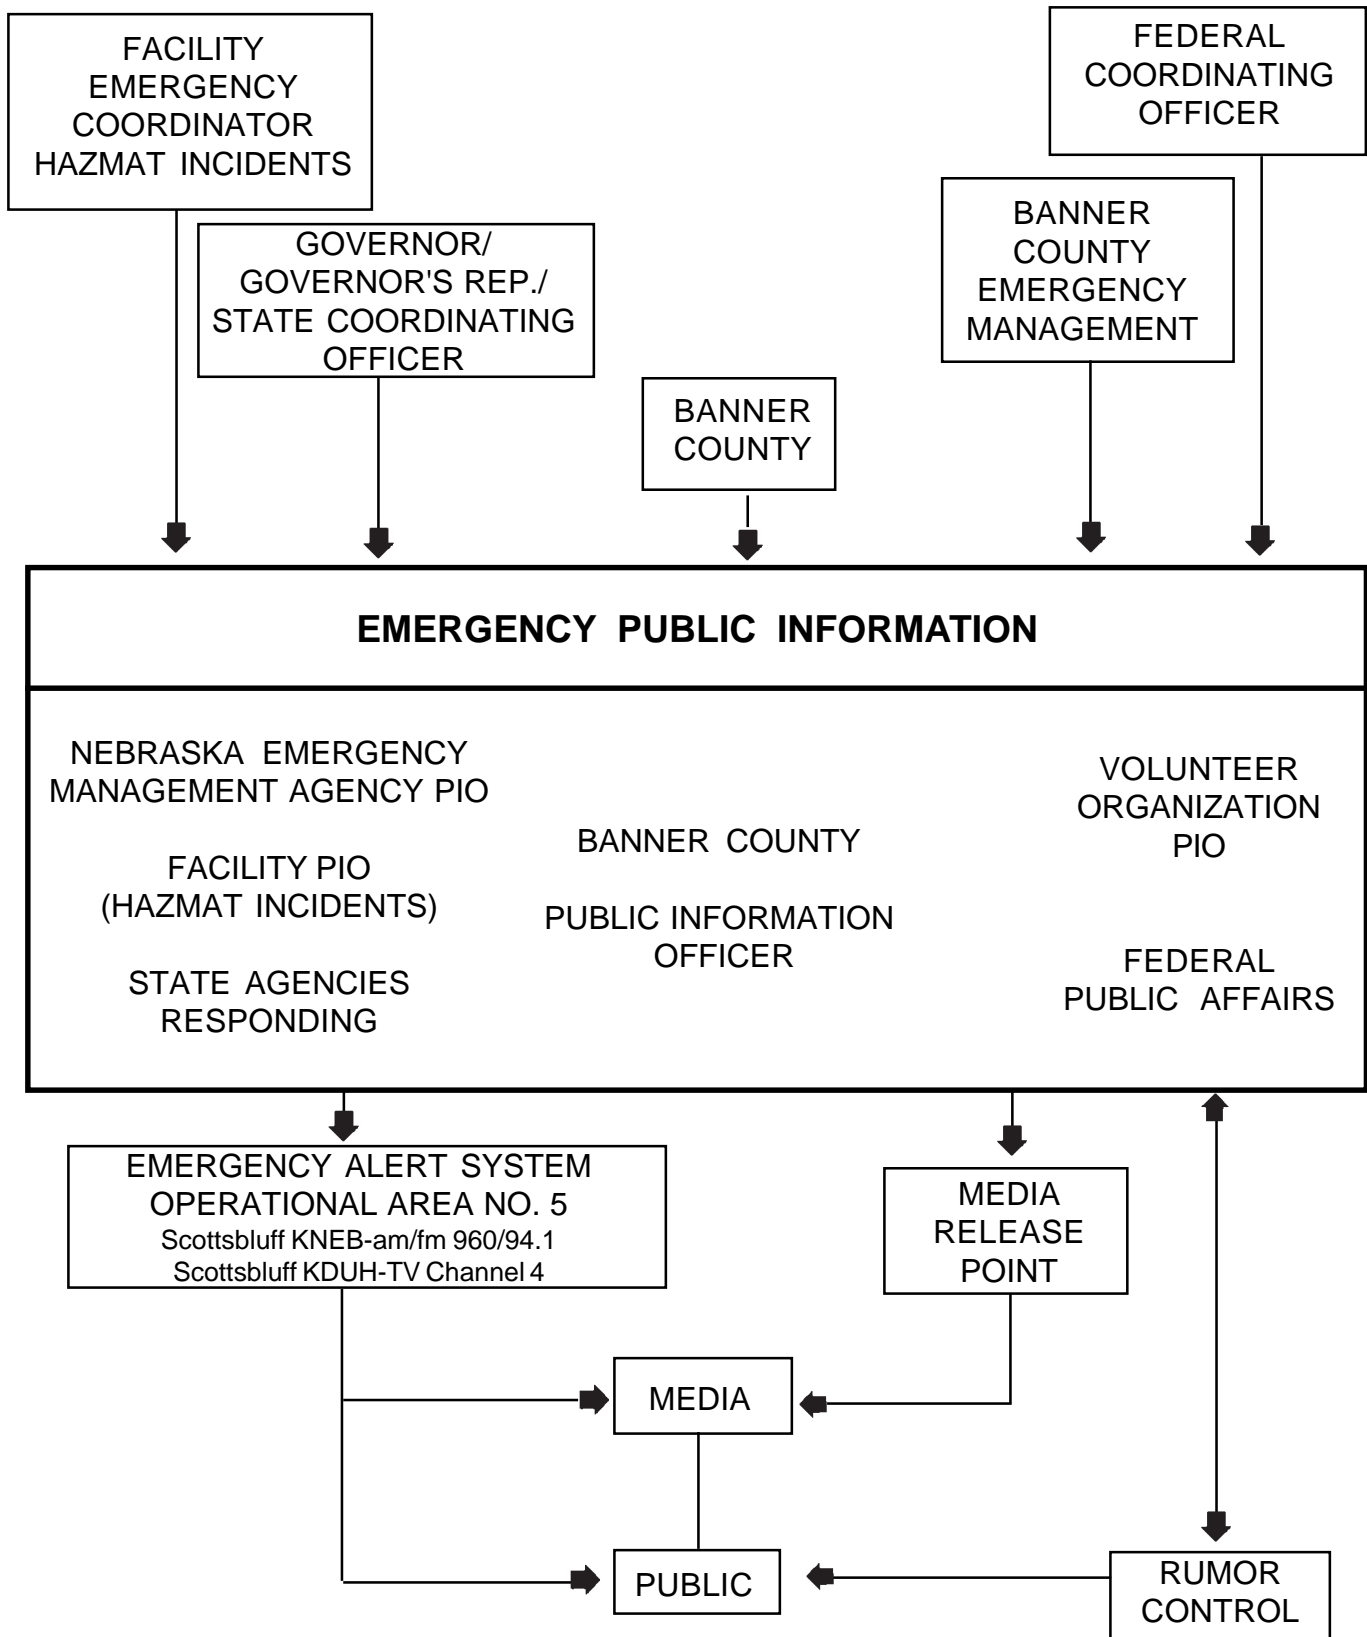 FACILITY
EMERGENCY
COORDINATOR
HAZMAT INCIDENTS
FEDERAL
COORDINATING
OFFICER
GOVERNOR/
GOVERNOR'S REP./
STATE COORDINATING
OFFICER
BANNER
COUNTY
EMERGENCY
MANAGEMENT
BANNER
COUNTY
EMERGENCY PUBLIC INFORMATION
NEBRASKA EMERGENCY
MANAGEMENT AGENCY PIO
FACILITY PIO
(HAZMAT INCIDENTS)
STATE AGENCIES
RESPONDING
BANNER COUNTY
PUBLIC INFORMATION
OFFICER
VOLUNTEER
ORGANIZATION
PIO
FEDERAL
PUBLIC AFFAIRS
EMERGENCY ALERT SYSTEM
OPERATIONAL AREA NO. 5
Scottsbluff KNEB-am/fm 960/94.1
Scottsbluff KDUH-TV Channel 4
MEDIA
RELEASE
POINT
MEDIA
PUBLIC
RUMOR
CONTROL